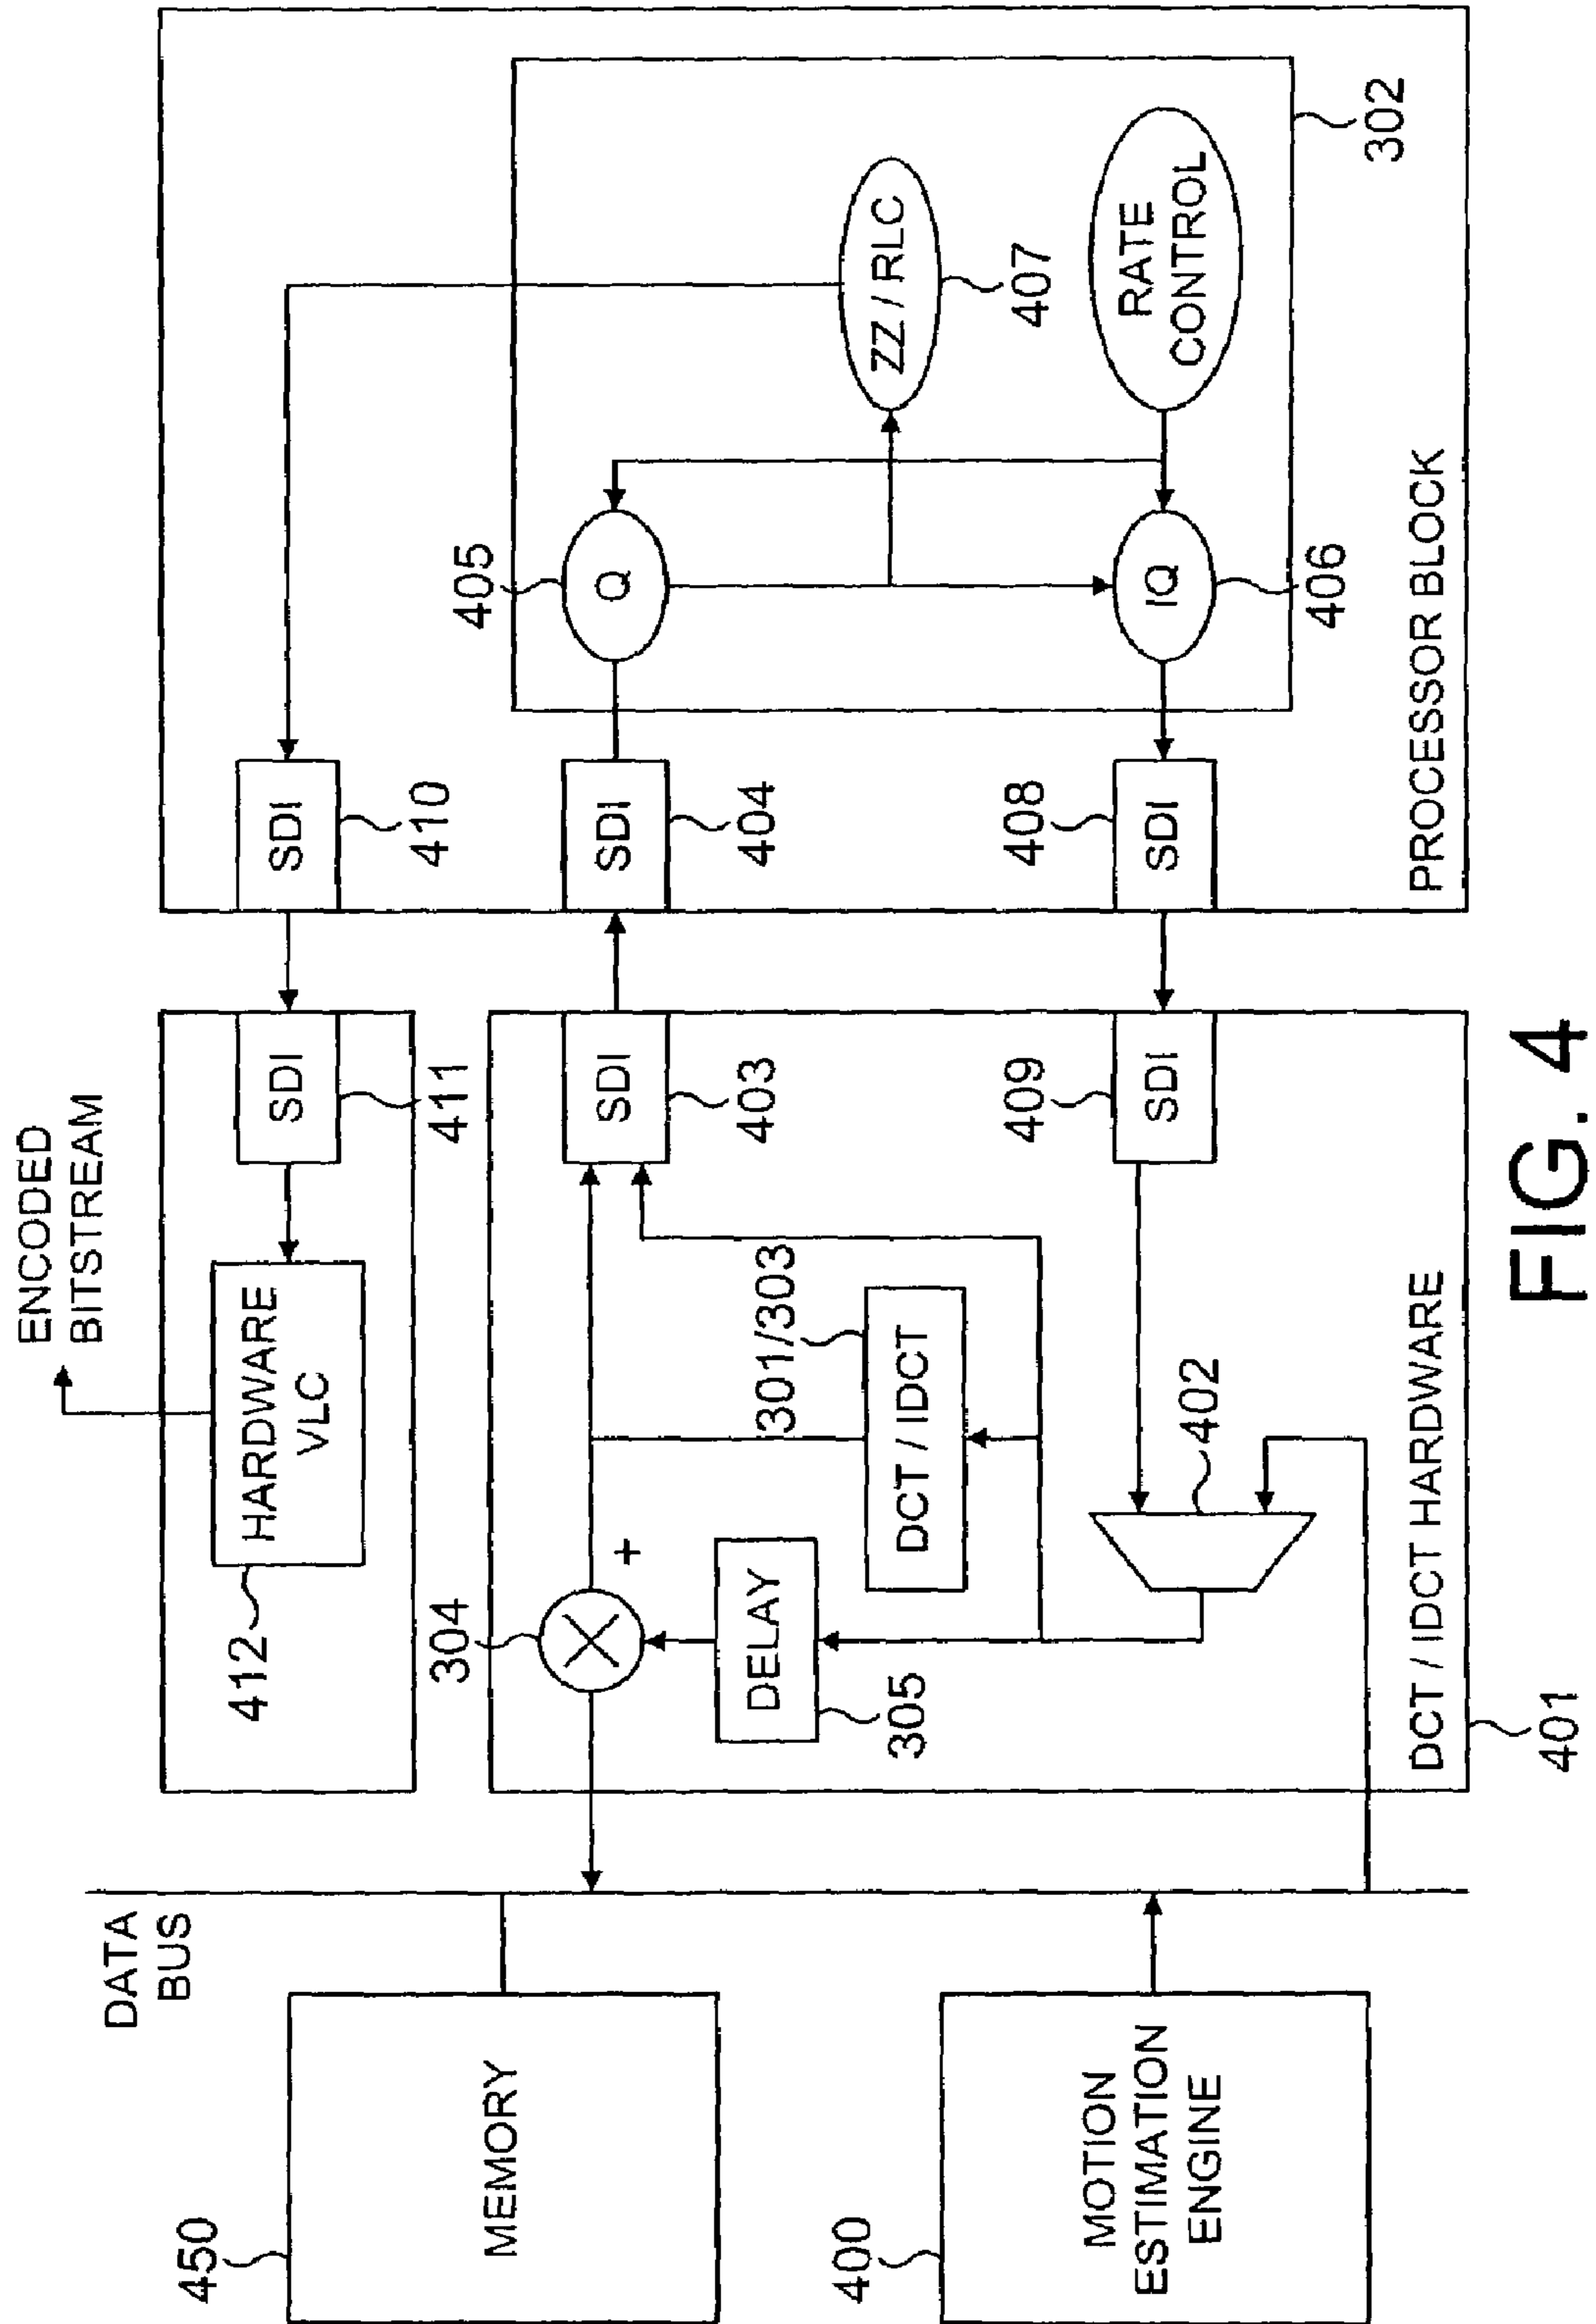 ENCODED
BITSTREAM
DATA
BUS
450
MEMORY
400
MOTION
ESTIMATION
ENGINE
412
HARDWARE
VLC
SDI
411
304
+
DELAY
305
DCT / IDCT
301/303
402
SDI
403
409
SDI
DCT / IDCT HARDWARE
401
SDI
410
SDI
404
408
SDI
405
Q
IQ
406
ZZ / RLC
407
RATE
CONTROL
302
PROCESSOR BLOCK
FIG. 4